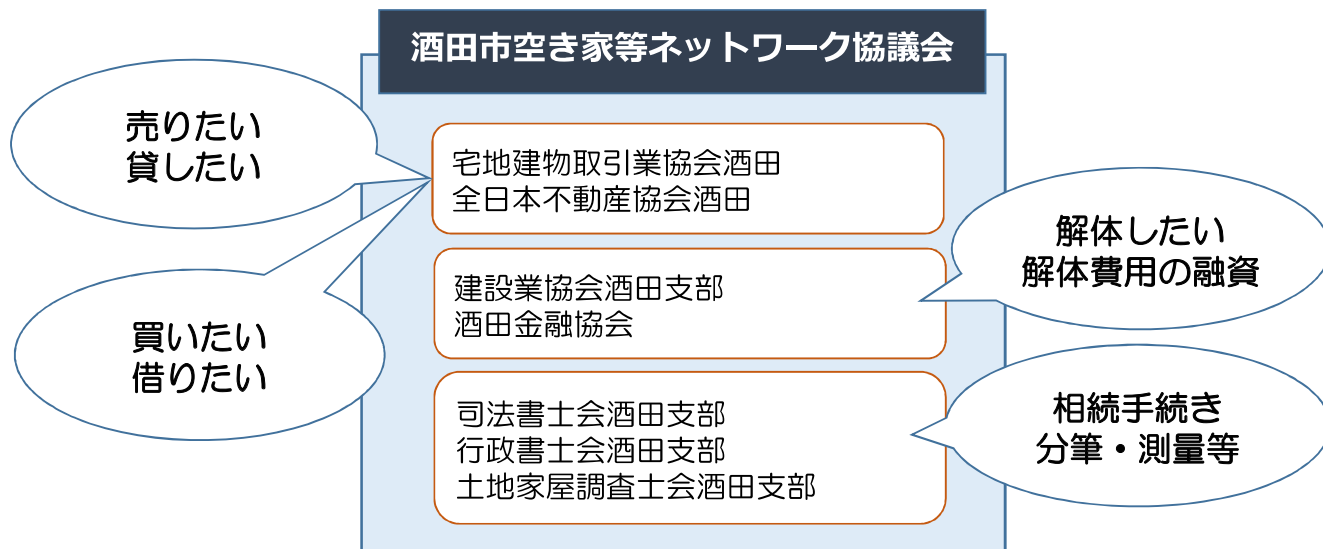 酒田市空き家等ネットワーク協議会
売りたい
貸したい
宅地建物取引業協会酒田
全日本不動産協会酒田
解体したい
解体費用の融資
建設業協会酒田支部
酒田金融協会
買いたい
借りたい
司法書士会酒田支部
行政書士会酒田支部
土地家屋調査士会酒田支部
相続手続き
分筆・測量等